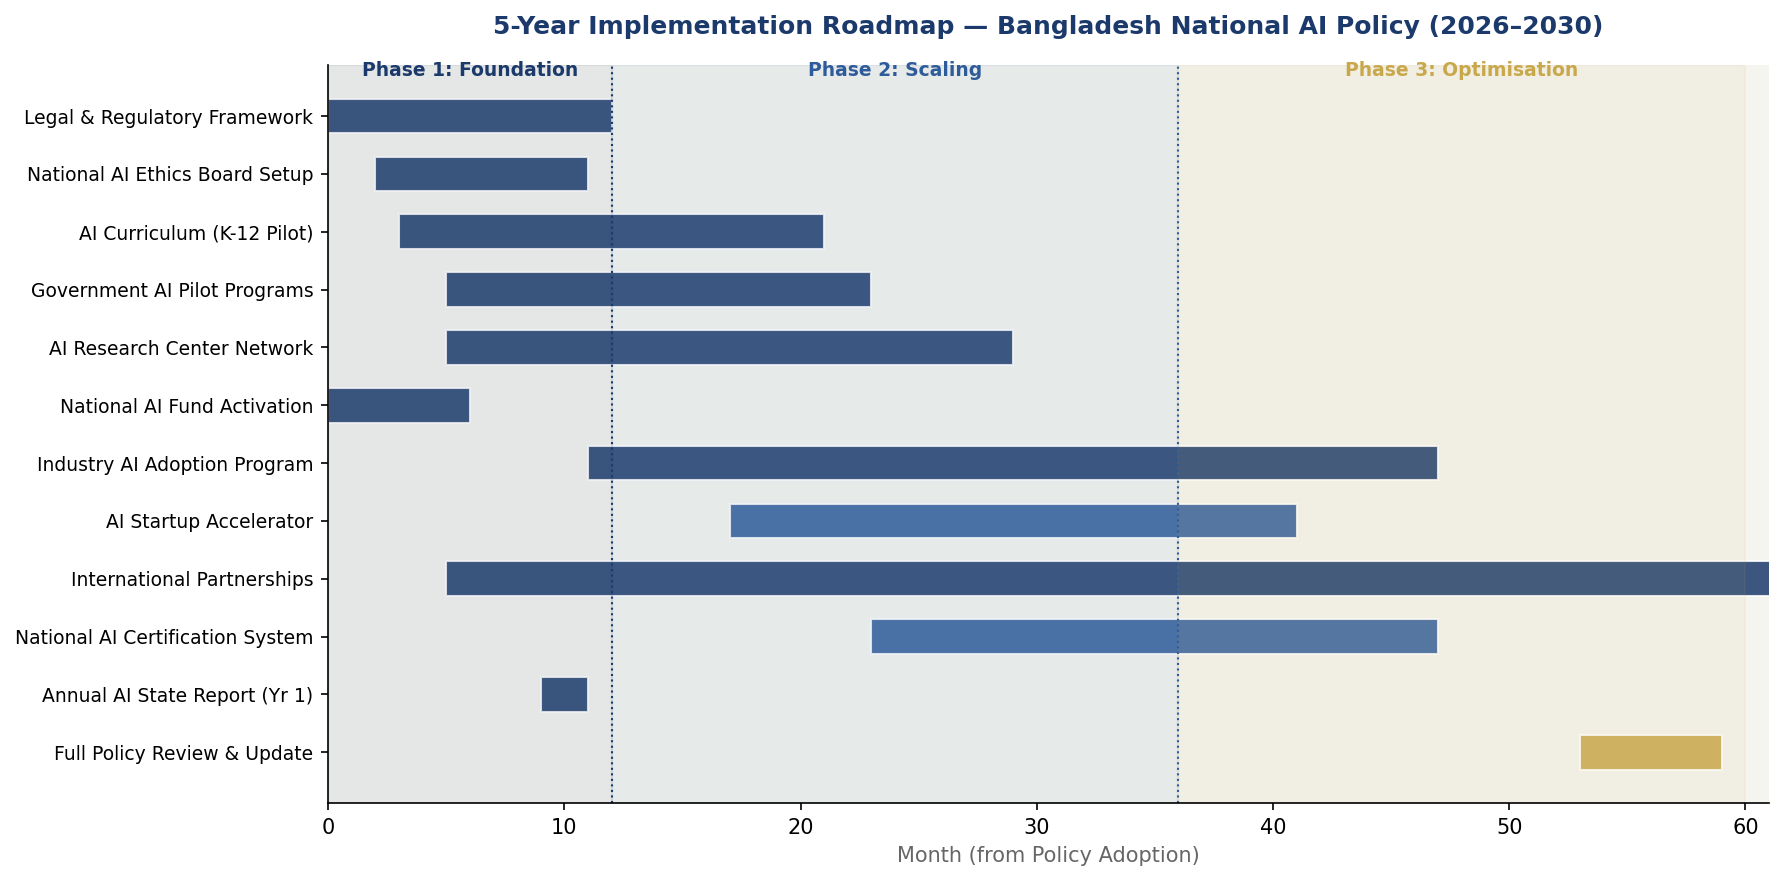 5-Year Implementation Roadmap — Bangladesh National AI Policy (2026–2030)
Phase 1: Foundation
Phase 2: Scaling
Phase 3: Optimisation
Legal & Regulatory Framework
National AI Ethics Board Setup
AI Curriculum (K-12 Pilot)
Government AI Pilot Programs
AI Research Center Network
National AI Fund Activation
Industry AI Adoption Program
AI Startup Accelerator
International Partnerships
National AI Certification System
Annual AI State Report (Yr 1)
Full Policy Review & Update
0 10 20 30 40 50 60
Month (from Policy Adoption)